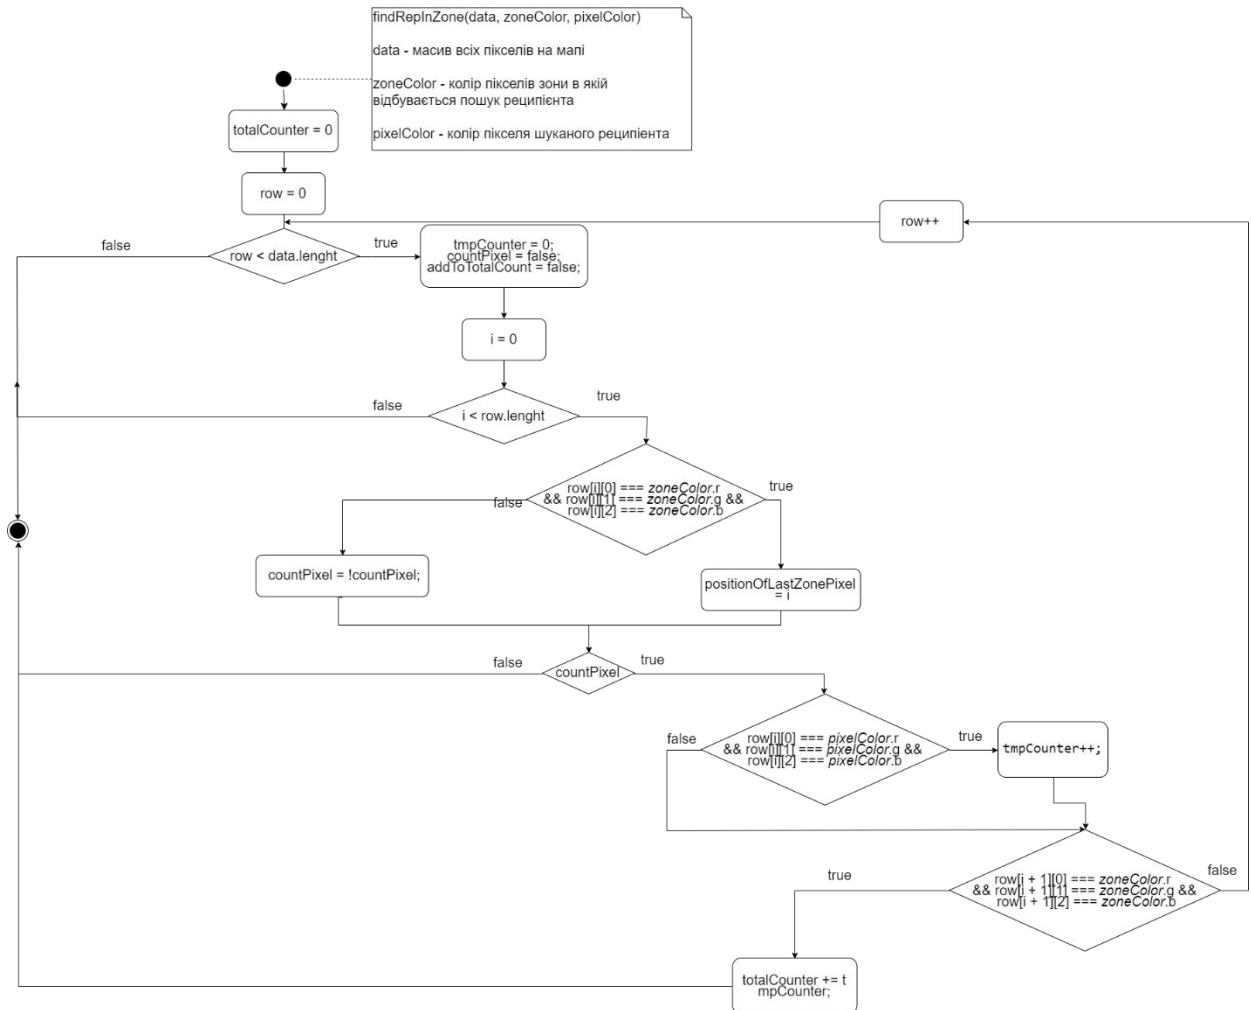 findRepInZone(data, zoneColor, pixelColor)
data - масив всіх пікселів на мапі
zoneColor - колір пікселів зони в якій
відбувається пошук реципієнта
pixelColor - колір пікселя шуканого реципієнта
totalCounter = 0
row = 0
row++
false
row < data.lenght
true
tmpCounter = 0;
countPixel = false;
addToTotalCount = false;
i = 0
false
i < row.lenght
true
row[i][0] === zoneColor.r
&& row[i][1] === zoneColor.g &&
row[i][2] === zoneColor.b
false
true
countPixel = !countPixel;
positionOfLastZonePixel
= i
false
countPixel
true
row[i][0] === pixelColor.r
&& row[i][1] === pixelColor.g &&
row[i][2] === pixelColor.b
false
true
tmpCounter++;
row[i + 1][0] === zoneColor.r
&& row[i + 1][1] === zoneColor.g &&
row[i + 1][2] === zoneColor.b
true
false
totalCounter += t
mpCounter;